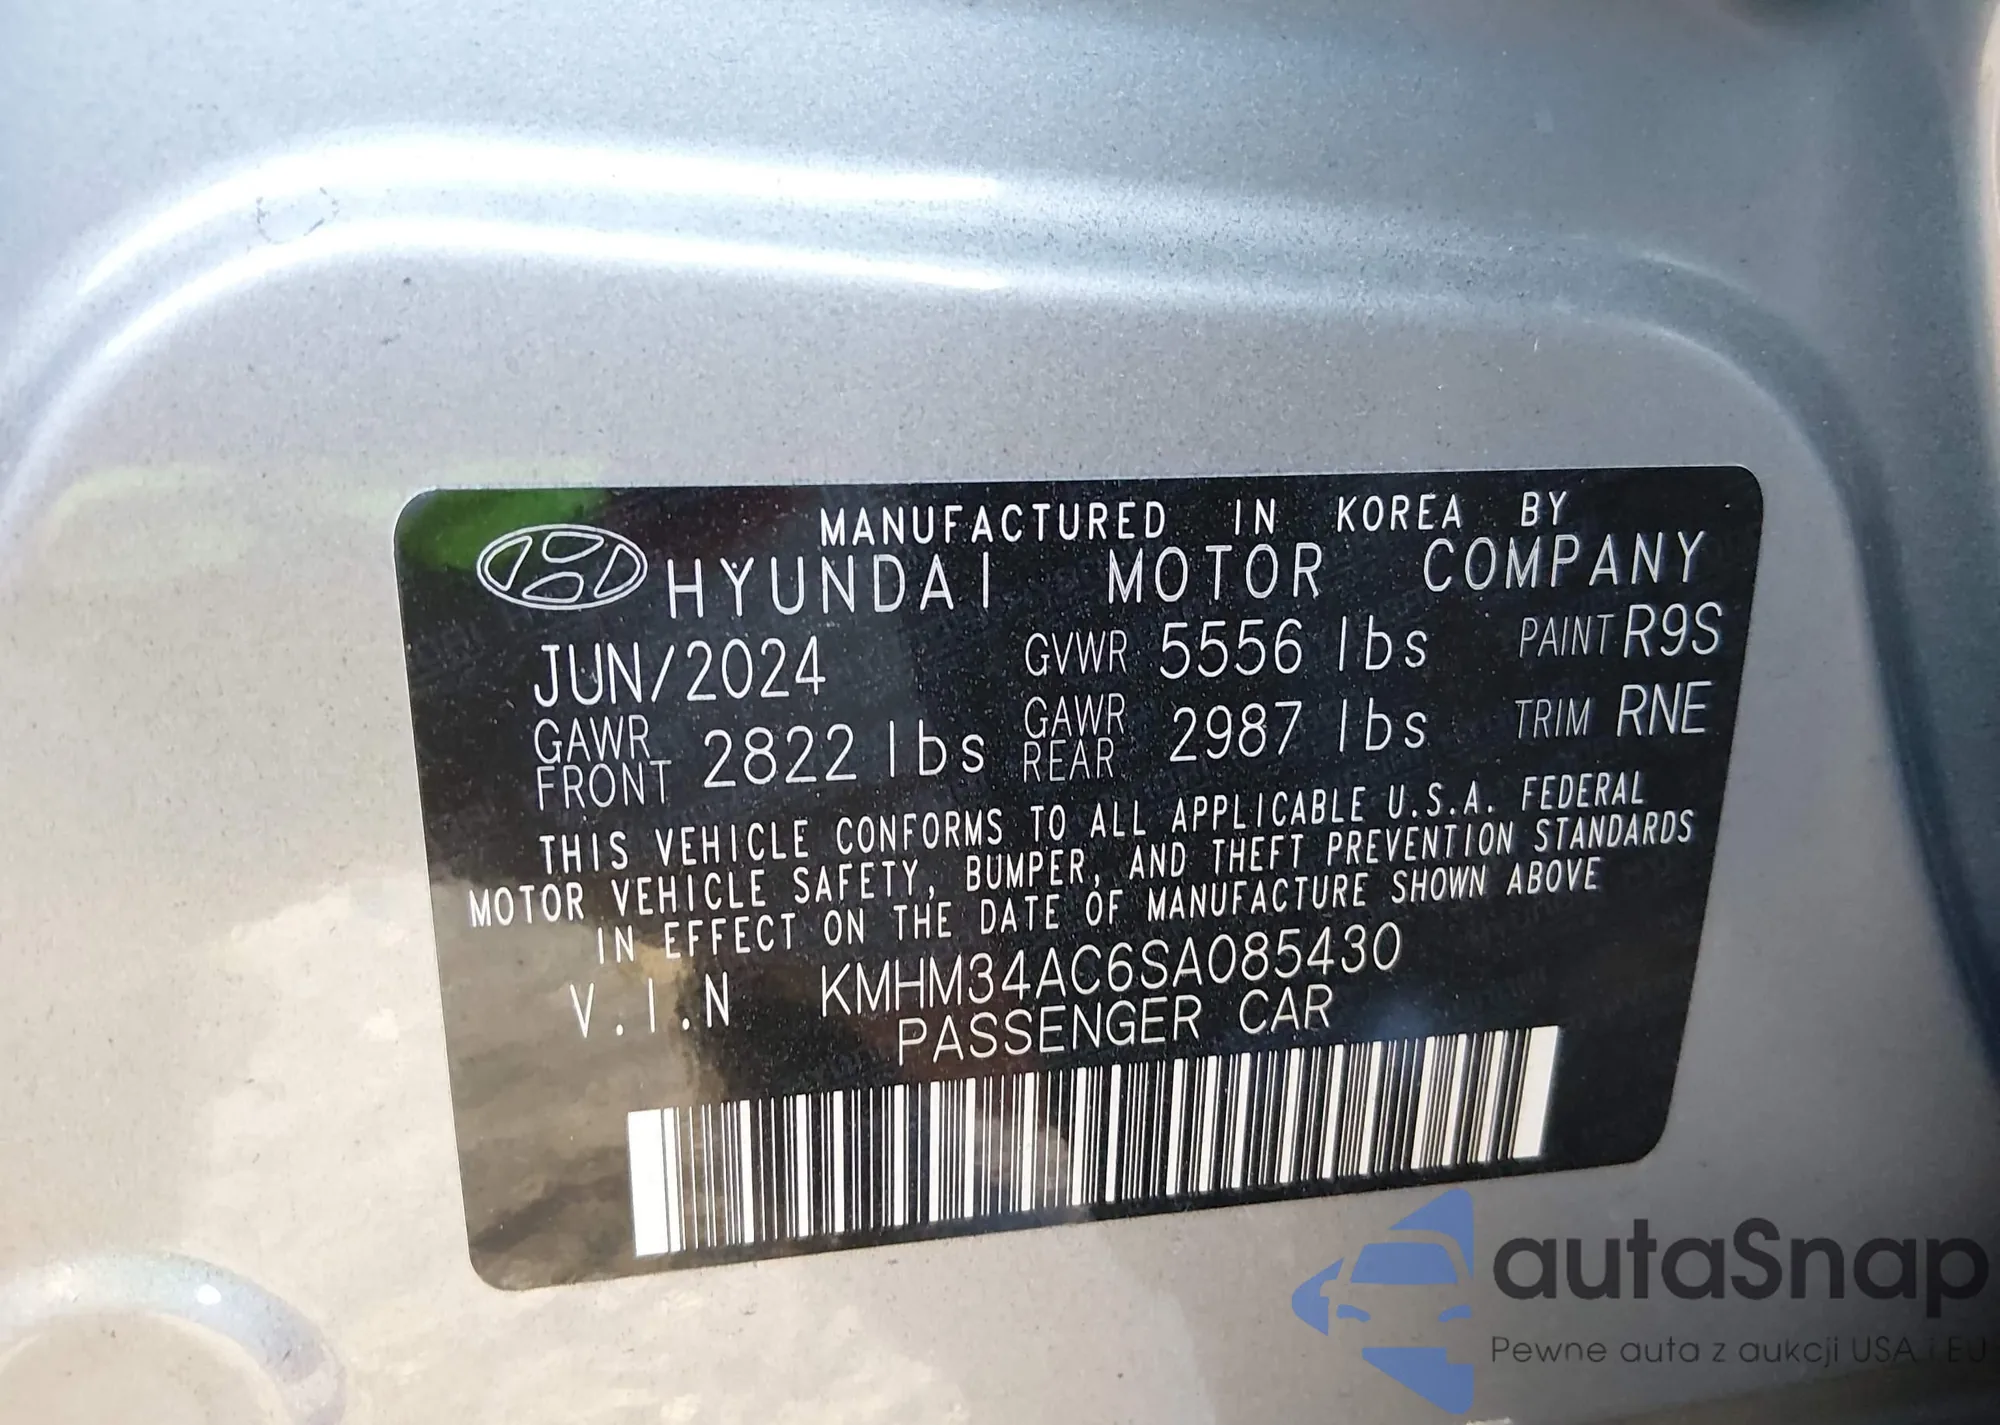 MANUFACTURED IN KOREA BY
HYUNDAI MOTOR COMPANY
JUN/2024 GVWR 5556 lbs PAINT R9S
GAWR FRONT 2822 lbs GAWR REAR 2987 lbs TRIM RNE
THIS VEHICLE CONFORMS TO ALL APPLICABLE U.S.A. FEDERAL
MOTOR VEHICLE SAFETY, BUMPER, AND THEFT PREVENTION STANDARDS
IN EFFECT ON THE DATE OF MANUFACTURE SHOWN ABOVE
V.I.N KMHM34AC6SA085430
PASSENGER CAR
autaSnap
Pewne auta z aukcji USA i EU